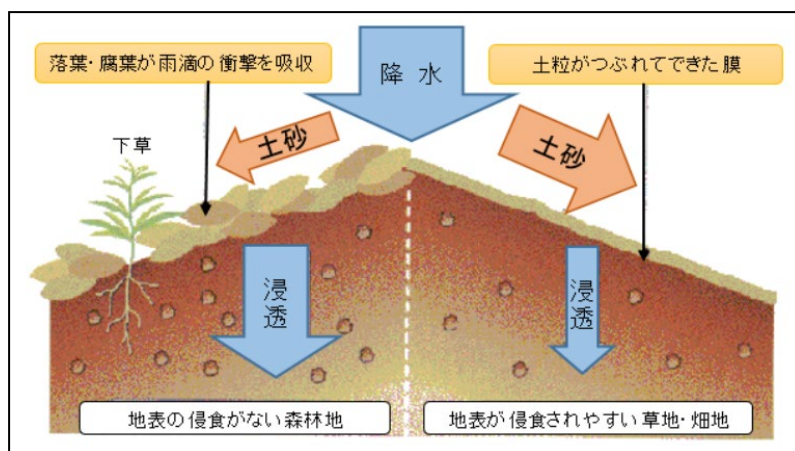 落葉・腐葉が雨滴の衝撃を吸収
降水
土粒がつぶれてできた膜
下草
土砂
土砂
浸透
浸透
地表の侵食がない森林地
地表が侵食されやすい草地・畑地